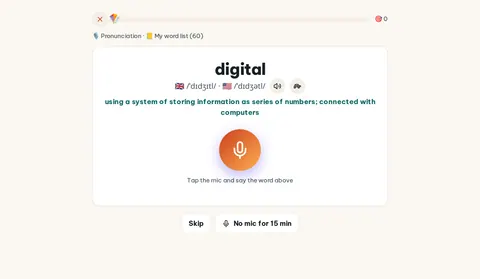 0
Pronunciation · My word list (60)
digital
/ˈdɪdʒɪtl/ · /ˈdɪdʒətl/
using a system of storing information as series of numbers; connected with
computers
Tap the mic and say the word above
Skip
No mic for 15 min